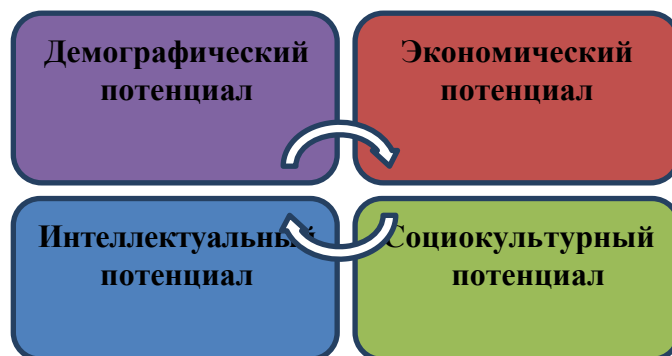 Демографический
потенциал
Экономический
потенциал
Интеллектуальный
потенциал
Социокультурный
потенциал